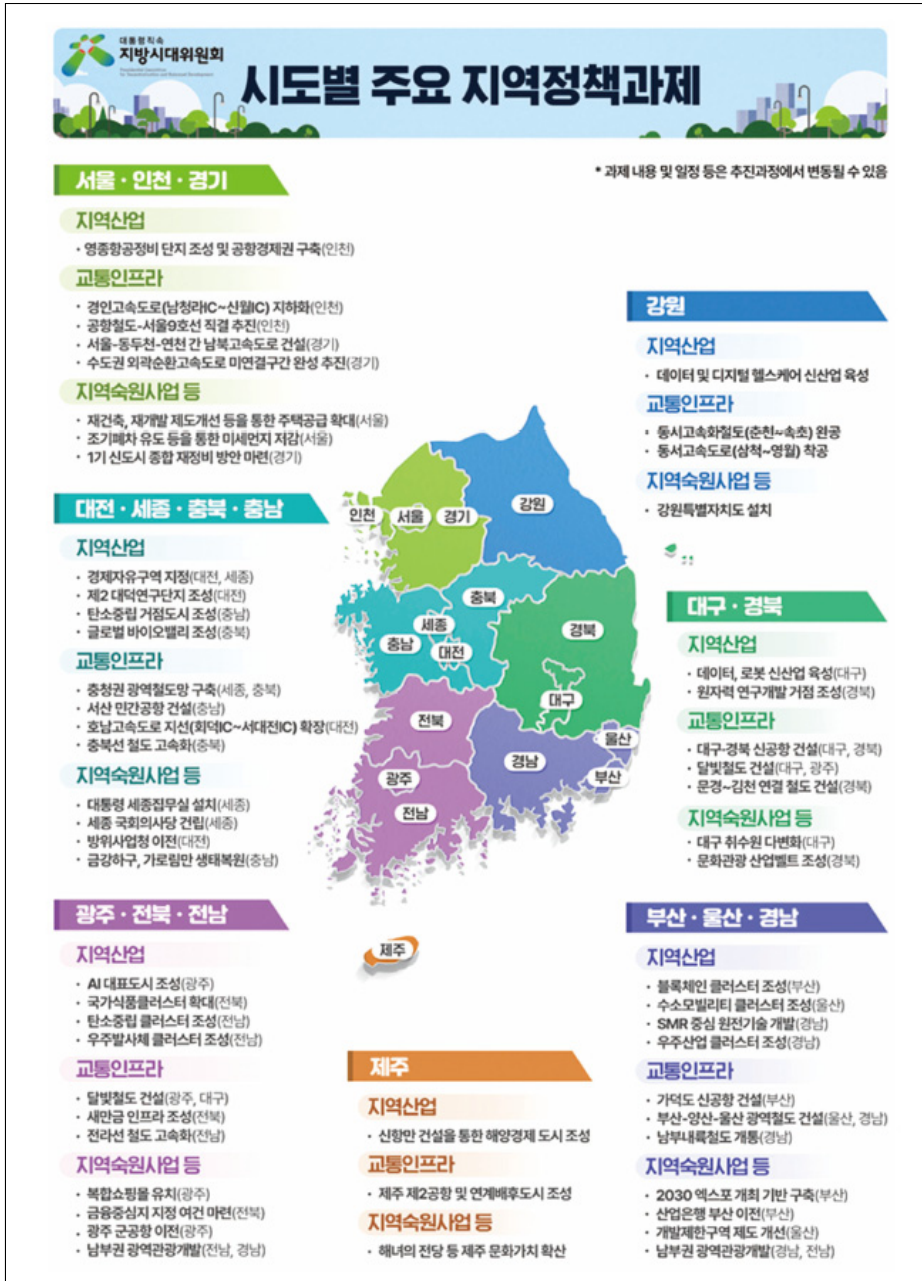 대통령직속
지방시대위원회
시도별 주요 지역정책과제
* 과제 내용 및 일정 등은 추진과정에서 변동될 수 있음
서울·인천·경기
지역산업
· 영종항공정비 단지 조성 및 공항경제권 구축(인천)
교통인프라
· 경인고속도로(남청라IC~신월IC) 지하화(인천)
· 공항철도-서울9호선 직결 추진(인천)
· 서울-동두천-연천 간 남북고속도로 건설(경기)
· 수도권 외곽순환고속도로 미연결구간 완성 추진(경기)
지역숙원사업 등
· 재건축, 재개발 제도개선 등을 통한 주택공급 확대(서울)
· 조기폐차 유도 등을 통한 미세먼지 저감(서울)
· 1기 신도시 종합 재정비 방안 마련(경기)
강원
지역산업
· 데이터 및 디지털 헬스케어 신산업 육성
교통인프라
· 동서고속화철도(춘천~속초) 완공
· 동서고속도로(삼척~영월) 착공
지역숙원사업 등
· 강원특별자치도 설치
대전·세종·충북·충남
지역산업
· 경제자유구역 지정(대전, 세종)
· 제2 대덕연구단지 조성(대전)
· 탄소중립 거점도시 조성(충남)
· 글로벌 바이오밸리 조성(충북)
교통인프라
· 충청권 광역철도망 구축(세종, 충북)
· 서산 민간공항 건설(충남)
· 호남고속도로 지선(회덕IC~서대전IC) 확장(대전)
· 충북선 철도 고속화(충북)
지역숙원사업 등
· 대통령 세종집무실 설치(세종)
· 세종 국회의사당 건립(세종)
· 방위사업청 이전(대전)
· 금강하구, 가로림만 생태복원(충남)
인천
서울
경기
강원
충북
세종
충남
대전
경북
대구
전북
울산
경남
광주
부산
전남
제주
대구·경북
지역산업
· 데이터, 로봇 신산업 육성(대구)
· 원자력 연구개발 거점 조성(경북)
교통인프라
· 대구·경북 신공항 건설(대구, 경북)
· 달빛철도 건설(대구, 광주)
· 문경~김천 연결 철도 건설(경북)
지역숙원사업 등
· 대구 취수원 다변화(대구)
· 문화관광 산업벨트 조성(경북)
광주·전북·전남
지역산업
· AI 대표도시 조성(광주)
· 국가식품클러스터 확대(전북)
· 탄소중립 클러스터 조성(전남)
· 우주발사체 클러스터 조성(전남)
교통인프라
· 달빛철도 건설(광주, 대구)
· 새만금 인프라 조성(전북)
· 전라선 철도 고속화(전남)
지역숙원사업 등
· 복합쇼핑몰 유치(광주)
· 금융중심지 지정 여건 마련(전북)
· 광주 군공항 이전(광주)
· 남부권 광역관광개발(전남, 경남)
제주
지역산업
· 신항만 건설을 통한 해양경제 도시 조성
교통인프라
· 제주 제2공항 및 연계배후도시 조성
지역숙원사업 등
· 해녀의 전당 등 제주 문화가치 확산
부산·울산·경남
지역산업
· 블록체인 클러스터 조성(부산)
· 수소모빌리티 클러스터 조성(울산)
· SMR 중심 원전기술 개발(경남)
· 우주산업 클러스터 조성(경남)
교통인프라
· 가덕도 신공항 건설(부산)
· 부산-양산-울산 광역철도 건설(울산, 경남)
· 남부내륙철도 개통(경남)
지역숙원사업 등
· 2030 엑스포 개최 기반 구축(부산)
· 산업은행 부산 이전(부산)
· 개발제한구역 제도 개선(울산)
· 남부권 광역관광개발(경남, 전남)